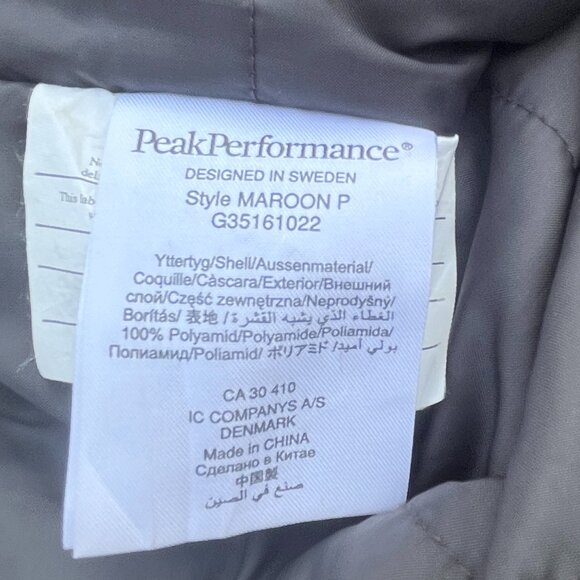 PeakPerformance®
DESIGNED IN SWEDEN
Style MAROON P
G35161022
Yttertyg/Shell/Aussenmaterial/
Coquille/Càscara/Exterior/Внешний
слой/Część zewnętrzna/Neprodyšný/
Borítás/ 表地 / الغطاء الذي يشبه القشرة/
100% Polyamid/Polyamide/Poliamida/
Полиамид/Poliamid/ ポリアミド/ بولي أميد/
CA 30 410
IC COMPANYS A/S
DENMARK
Made in CHINA
Сделано в Китае
中国製
صنع في الصين
This lab